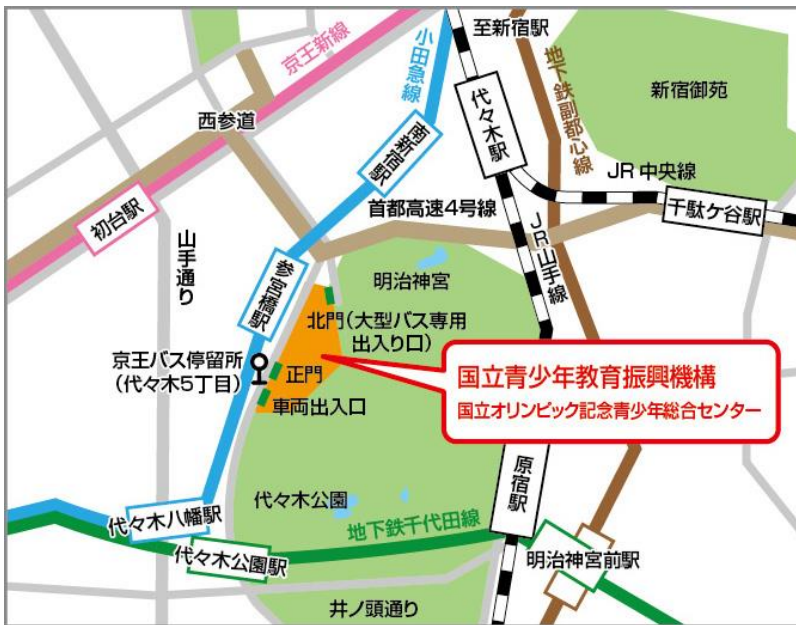 至新宿駅
京王新線
小田急線
地下鉄副都心線
新宿御苑
西参道
南新宿駅
代々木駅
JR中央線
千駄ケ谷駅
初台駅
山手通り
首都高速4号線
JR山手線
参宮橋駅
明治神宮
北門(大型バス専用
出入り口)
京王バス停留所
(代々木5丁目)
正門
車両出入口
国立青少年教育振興機構
国立オリンピック記念青少年総合センター
原宿駅
代々木公園
代々木八幡駅
地下鉄千代田線
代々木公園駅
明治神宮前駅
井ノ頭通り